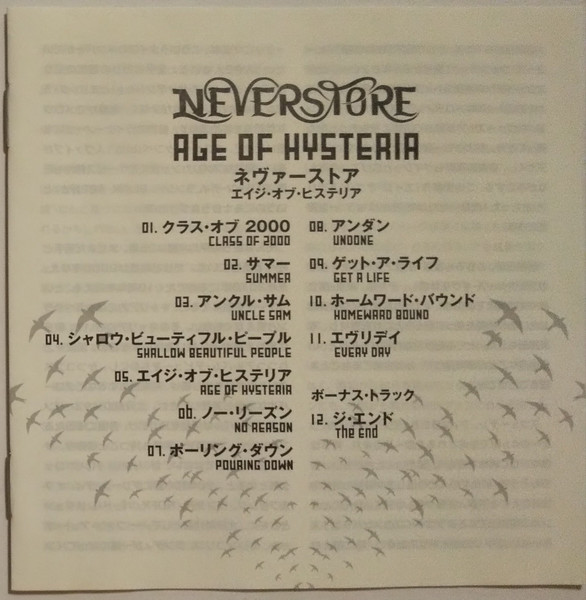 NEVERSTORE
AGE OF HYSTERIA
ネヴァーストア
エイジ・オブ・ヒステリア
01. クラス・オブ 2000
CLASS OF 2000
02. サマー
SUMMER
03. アンクル・サム
UNCLE SAM
04. シャロウ・ビューティフル・ピープル
SHALLOW BEAUTIFUL PEOPLE
05. エイジ・オブ・ヒステリア
AGE OF HYSTERIA
06. ノー・リーズン
NO REASON
07. ポーリング・ダウン
POURING DOWN
08. アンダン
UNDONE
09. ゲット・ア・ライフ
GET A LIFE
10. ホームワード・バウンド
HOMEWARD BOUND
11. エヴリデイ
EVERY DAY
ボーナス・トラック
12. ジ・エンド
The End